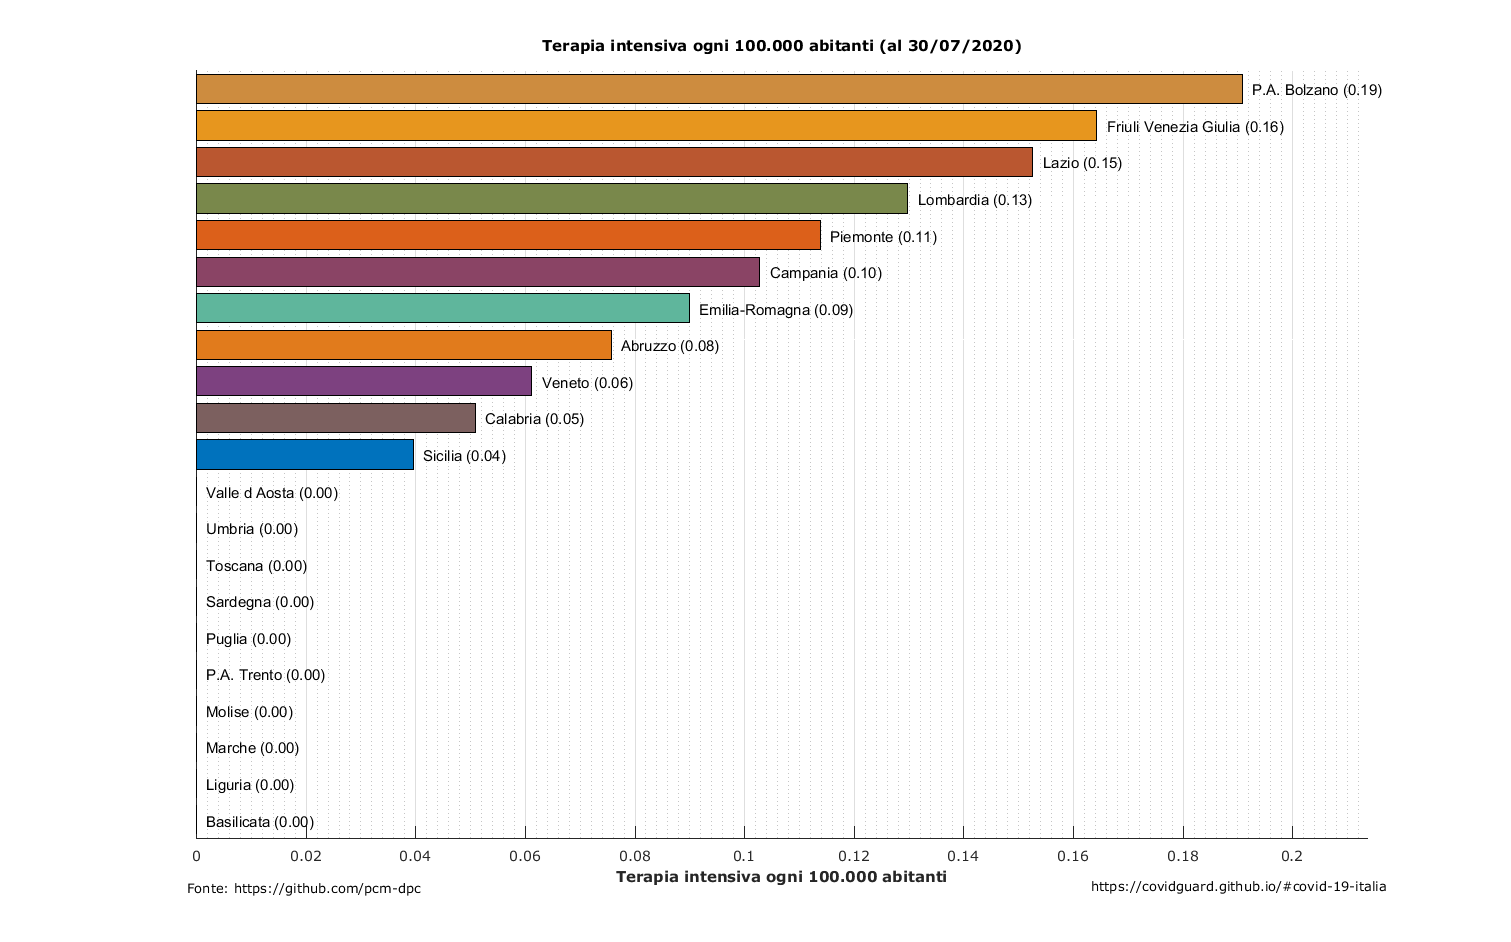 Terapia intensiva ogni 100.000 abitanti (al 30/07/2020)
P.A. Bolzano (0.19)
Friuli Venezia Giulia (0.16)
Lazio (0.15)
Lombardia (0.13)
Piemonte (0.11)
Campania (0.10)
Emilia-Romagna (0.09)
Abruzzo (0.08)
Veneto (0.06)
Calabria (0.05)
Sicilia (0.04)
Valle d Aosta (0.00)
Umbria (0.00)
Toscana (0.00)
Sardegna (0.00)
Puglia (0.00)
P.A. Trento (0.00)
Molise (0.00)
Marche (0.00)
Liguria (0.00)
Basilicata (0.00)
0 0.02 0.04 0.06 0.08 0.1 0.12 0.14 0.16 0.18 0.2
Terapia intensiva ogni 100.000 abitanti
Fonte: https://github.com/pcm-dpc
https://covidguard.github.io/#covid-19-italia